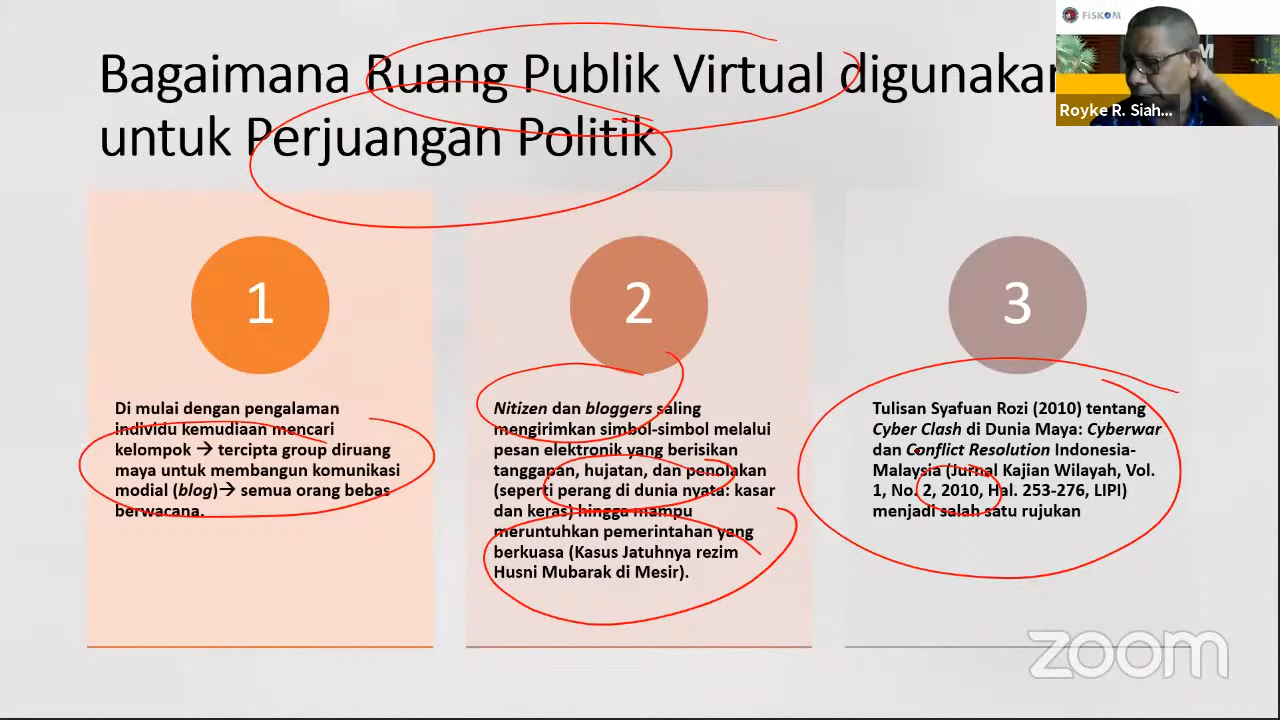 Bagaimana Ruang Publik Virtual digunakan
untuk Perjuangan Politik
FISKOM
M
Royke R. Siah...
1
Di mulai dengan pengalaman
individu kemudiaan mencari
kelompok → tercipta group diruang
maya untuk membangun komunikasi
modial (blog)→ semua orang bebas
berwacana.
2
Nitizen dan bloggers saling
mengirimkan simbol-simbol melalui
pesan elektronik yang berisikan
tanggapan, hujatan, dan penolakan
(seperti perang di dunia nyata: kasar
dan keras) hingga mampu
meruntuhkan pemerintahan yang
berkuasa (Kasus Jatuhnya rezim
Husni Mubarak di Mesir).
3
Tulisan Syafuan Rozi (2010) tentang
Cyber Clash di Dunia Maya: Cyberwar
dan Conflict Resolution Indonesia-
Malaysia (Jurnal Kajian Wilayah, Vol.
1, No. 2, 2010, Hal. 253-276, LIPI)
menjadi salah satu rujukan
zoom